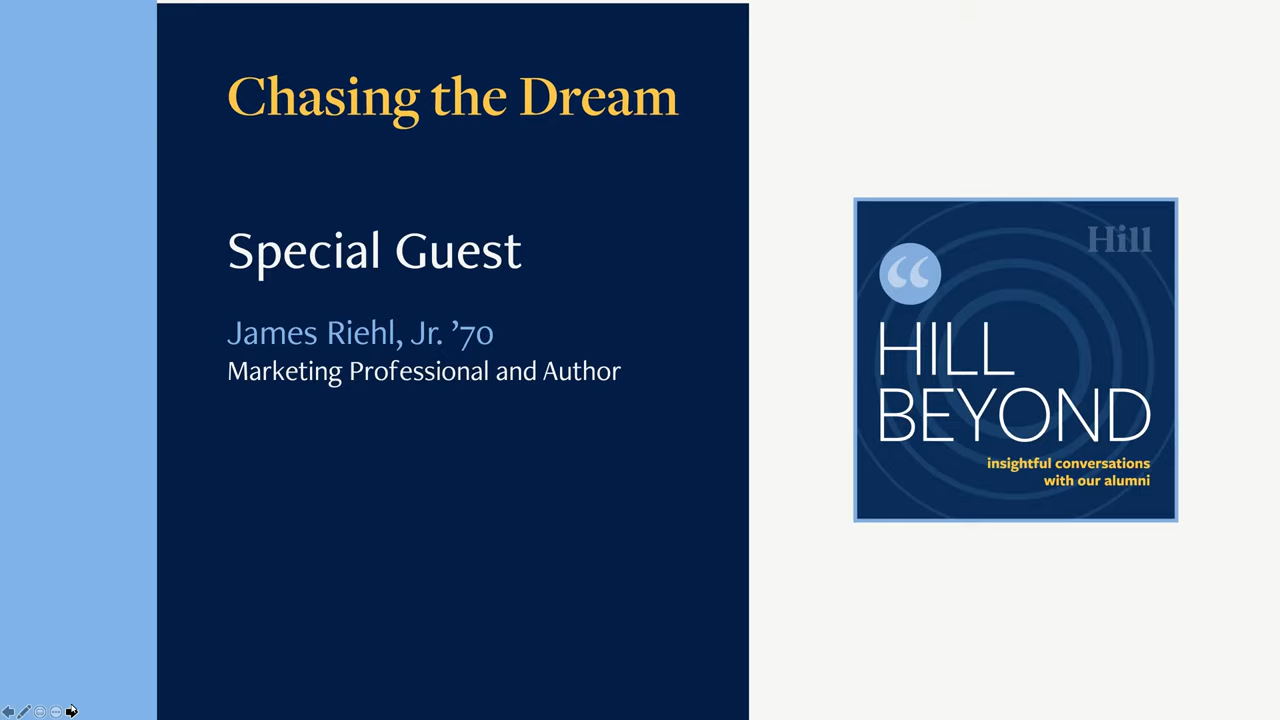 Chasing the Dream
Special Guest
James Riehl, Jr. ’70
Marketing Professional and Author
Hill
“
HILL
BEYOND
insightful conversations
with our alumni